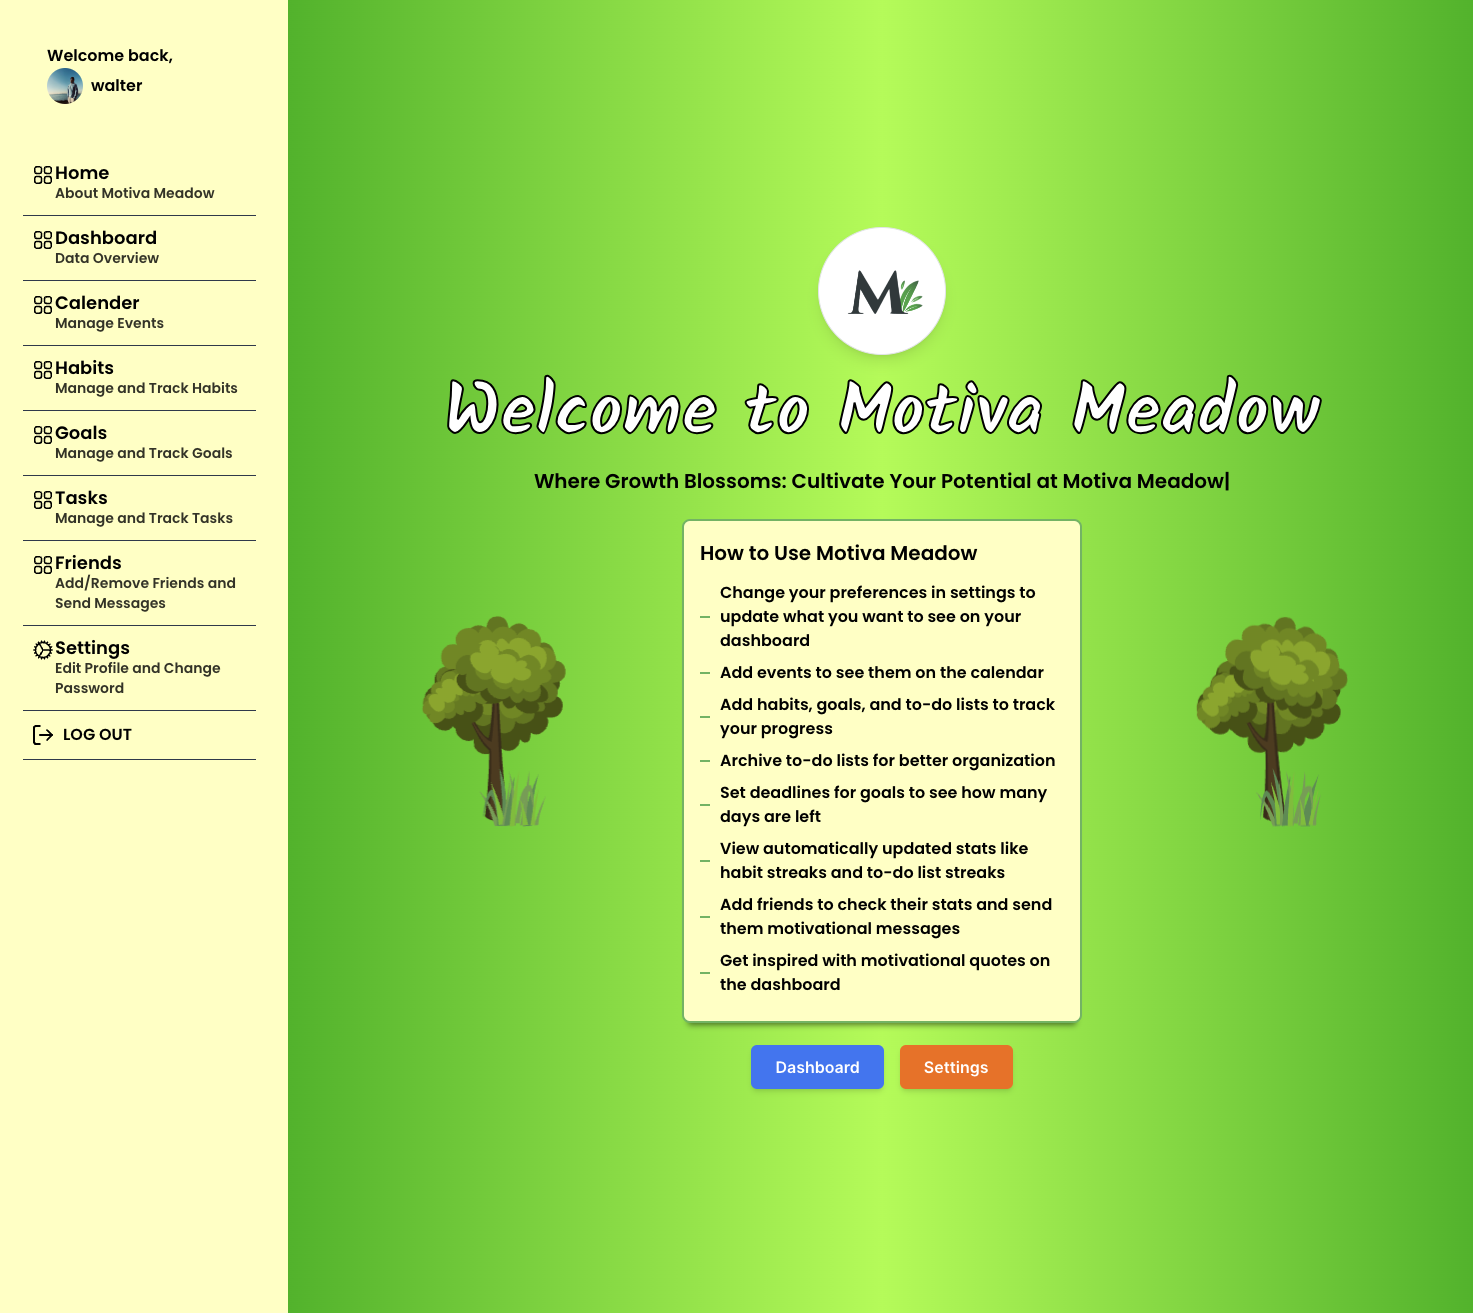 Welcome back,
walter
Home
About Motiva Meadow
Dashboard
Data Overview
Calender
Manage Events
Habits
Manage and Track Habits
Goals
Manage and Track Goals
Tasks
Manage and Track Tasks
Friends
Add/Remove Friends and
Send Messages
Settings
Edit Profile and Change
Password
LOG OUT
M
Welcome to Motiva Meadow
Where Growth Blossoms: Cultivate Your Potential at Motiva Meadow|
How to Use Motiva Meadow
Change your preferences in settings to
update what you want to see on your
dashboard
Add events to see them on the calendar
Add habits, goals, and to-do lists to track
your progress
Archive to-do lists for better organization
Set deadlines for goals to see how many
days are left
View automatically updated stats like
habit streaks and to-do list streaks
Add friends to check their stats and send
them motivational messages
Get inspired with motivational quotes on
the dashboard
Dashboard
Settings